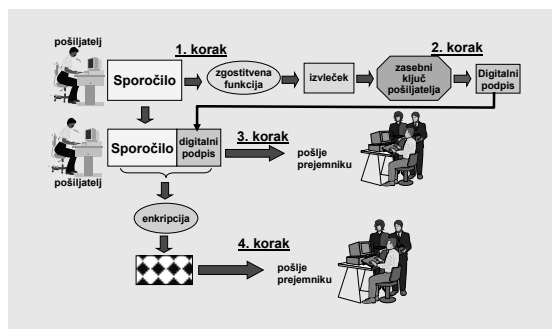 pošiljatelj
1. korak
2. korak
Sporočilo
zgostitvena
funkcija
izvleček
zasebni
ključ
pošiljatelja
Digitalni
podpis
Sporočilo
digitalni
podpis
3. korak
pošlje
prejemniku
pošiljatelj
enkripcija
4. korak
pošlje
prejemniku